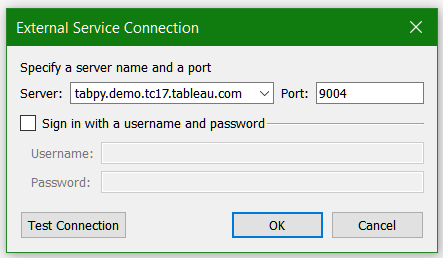 External Service Connection
Specify a server name and a port
Server: tabpy.demo.tc17.tableau.com Port: 9004
Sign in with a username and password
Username:
Password:
Test Connection OK Cancel